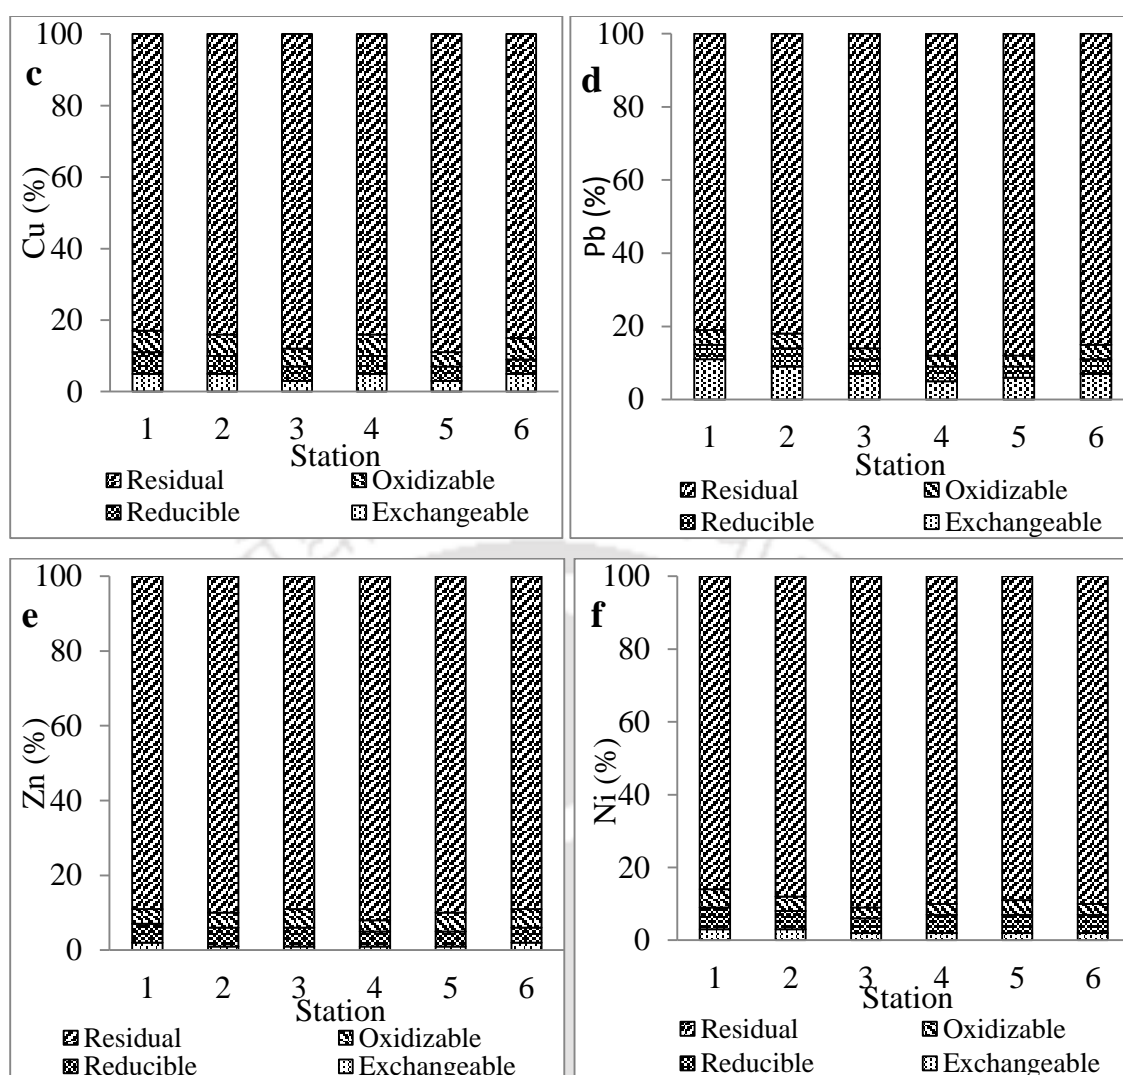 c
Cu (%)
100
80
60
40
20
0
1 2 3 4 5 6
Station
Residual Oxidizable
Reducible Exchangeable
d
Pb (%)
100
80
60
40
20
0
1 2 3 4 5 6
Station
Residual Oxidizable
Reducible Exchangeable
e
Zn (%)
100
80
60
40
20
0
1 2 3 4 5 6
Station
Residual Oxidizable
Reducible Exchangeable
f
Ni (%)
100
80
60
40
20
0
1 2 3 4 5 6
Station
Residual Oxidizable
Reducible Exchangeable